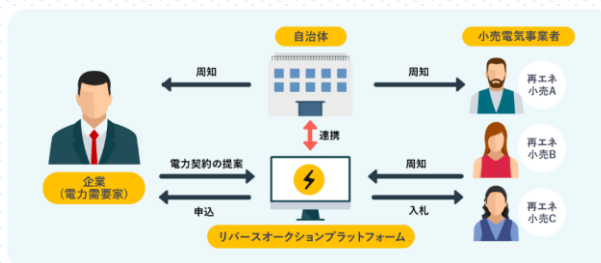 自治体
小売電気事業者
周知
周知
再エネ
小売A
連携
電力契約の提案
周知
再エネ
小売B
企業
(電力需要家)
申込
入札
再エネ
小売C
リバースオークションプラットフォーム